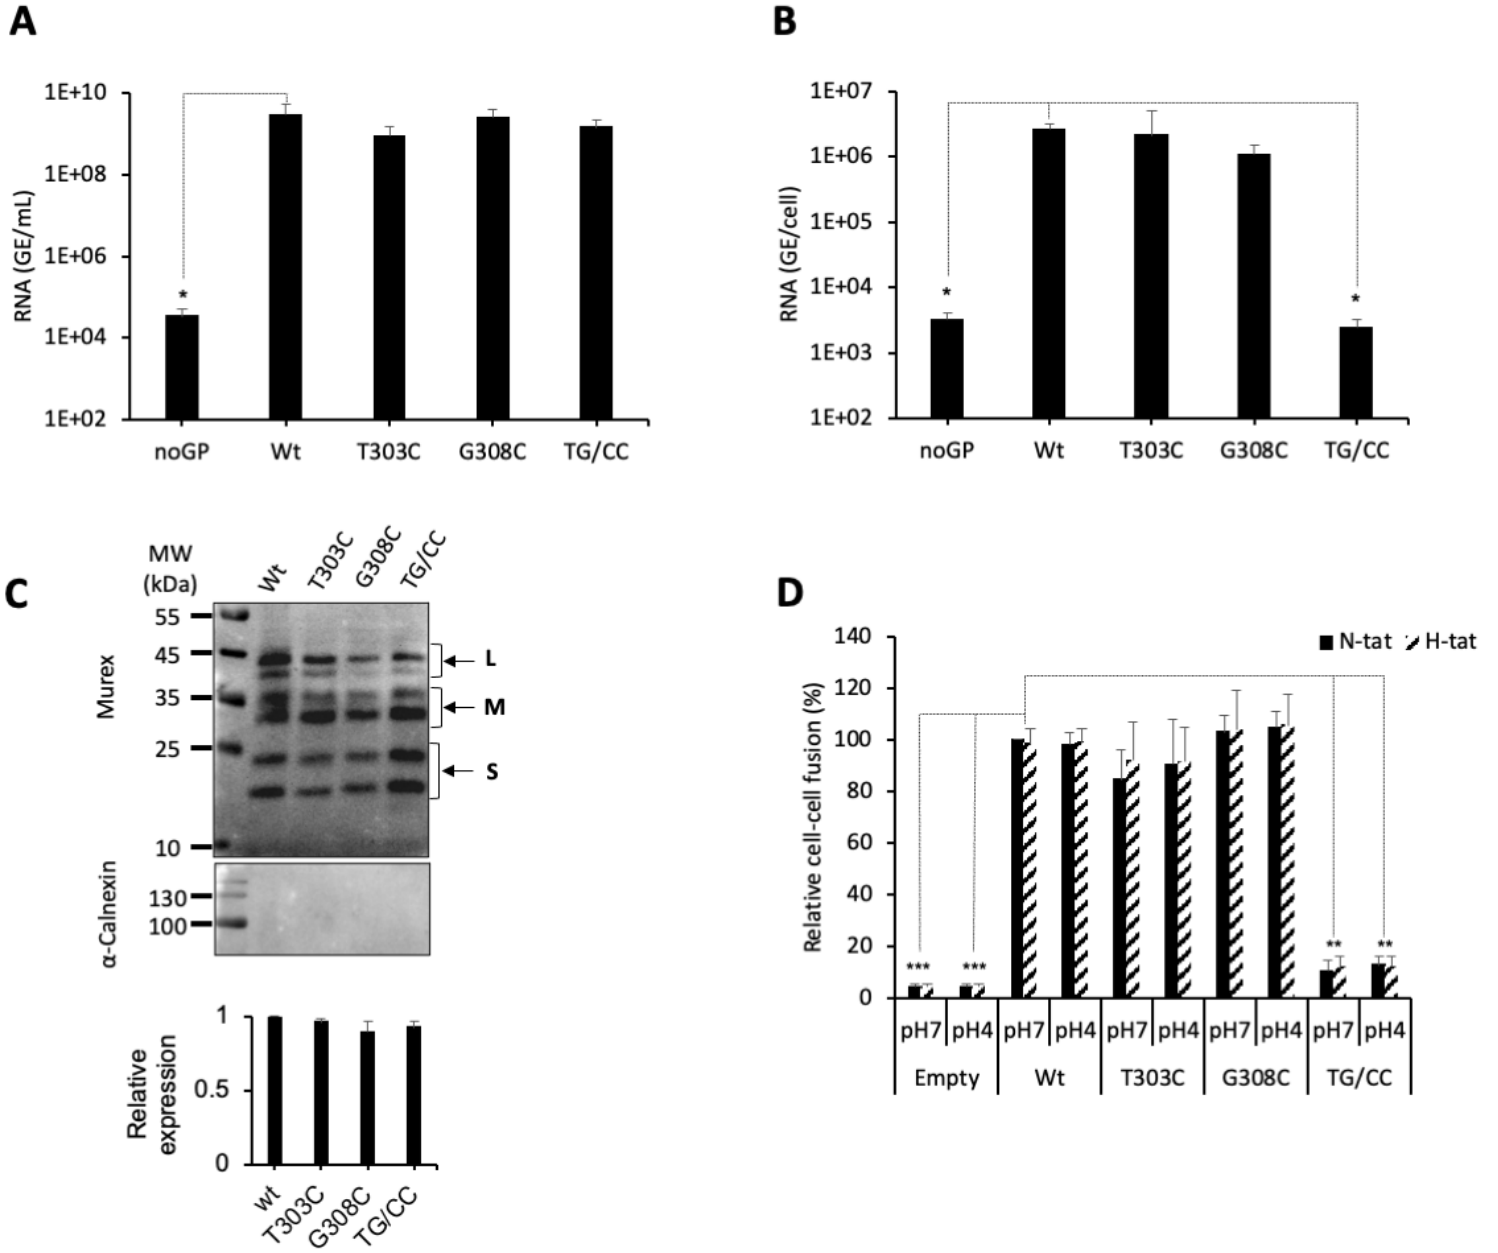 A
1E+10
1E+08
1E+06
1E+04
1E+02
RNA (GE/mL)
*
noGP Wt T303C G308C TG/CC
B
1E+07
1E+06
1E+05
1E+04
1E+03
1E+02
RNA (GE/cell)
* *
noGP Wt T303C G308C TG/CC
C
MW
(kDa)
Wt T303C G308C TG/CC
55
45
35
25
10
Murex
L
M
S
130
100
α-Calnexin
1
0.5
0
Relative
expression
wt T303C G308C TG/CC
D
N-tat H-tat
140
120
100
80
60
40
20
0
Relative cell-cell fusion (%)
*** *** ** **
pH7 pH4 pH7 pH4 pH7 pH4 pH7 pH4 pH7 pH4
Empty Wt T303C G308C TG/CC